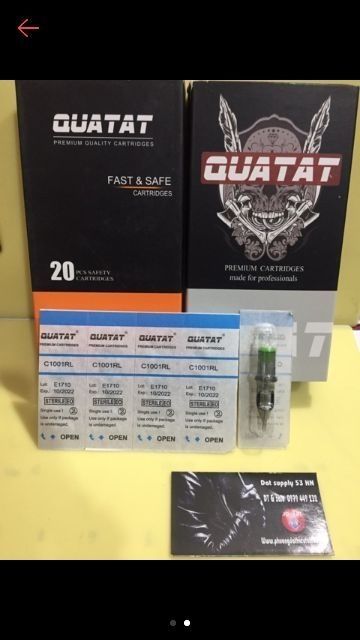 QUATAT
PREMIUM QUALITY CARTRIDGES
FAST & SAFE
CARTRIDGES
20 PCS SAFETY
CARTRIDGES
QUATAT
PREMIUM CARTRIDGES
made for professionals
QUATAT QUATAT QUATAT QUATAT
PREMIUM CARTRIDGES PREMIUM CARTRIDGES PREMIUM CARTRIDGES PREMIUM CARTRIDGES
C1001RL C1001RL C1001RL C1001RL
Lot: E1710 Lot: E1710 Lot: E1710 Lot: E1710
Exp.: 10/2022 Exp.: 10/2022 Exp.: 10/2022 Exp.: 10/2022
STERILE EO STERILE EO STERILE EO STERILE EO
Single use ! Single use ! Single use ! Single use !
Use only if package Use only if package Use only if package Use only if package
is undamaged. is undamaged. is undamaged. is undamaged.
OPEN OPEN OPEN OPEN
Dot supply 53 HN